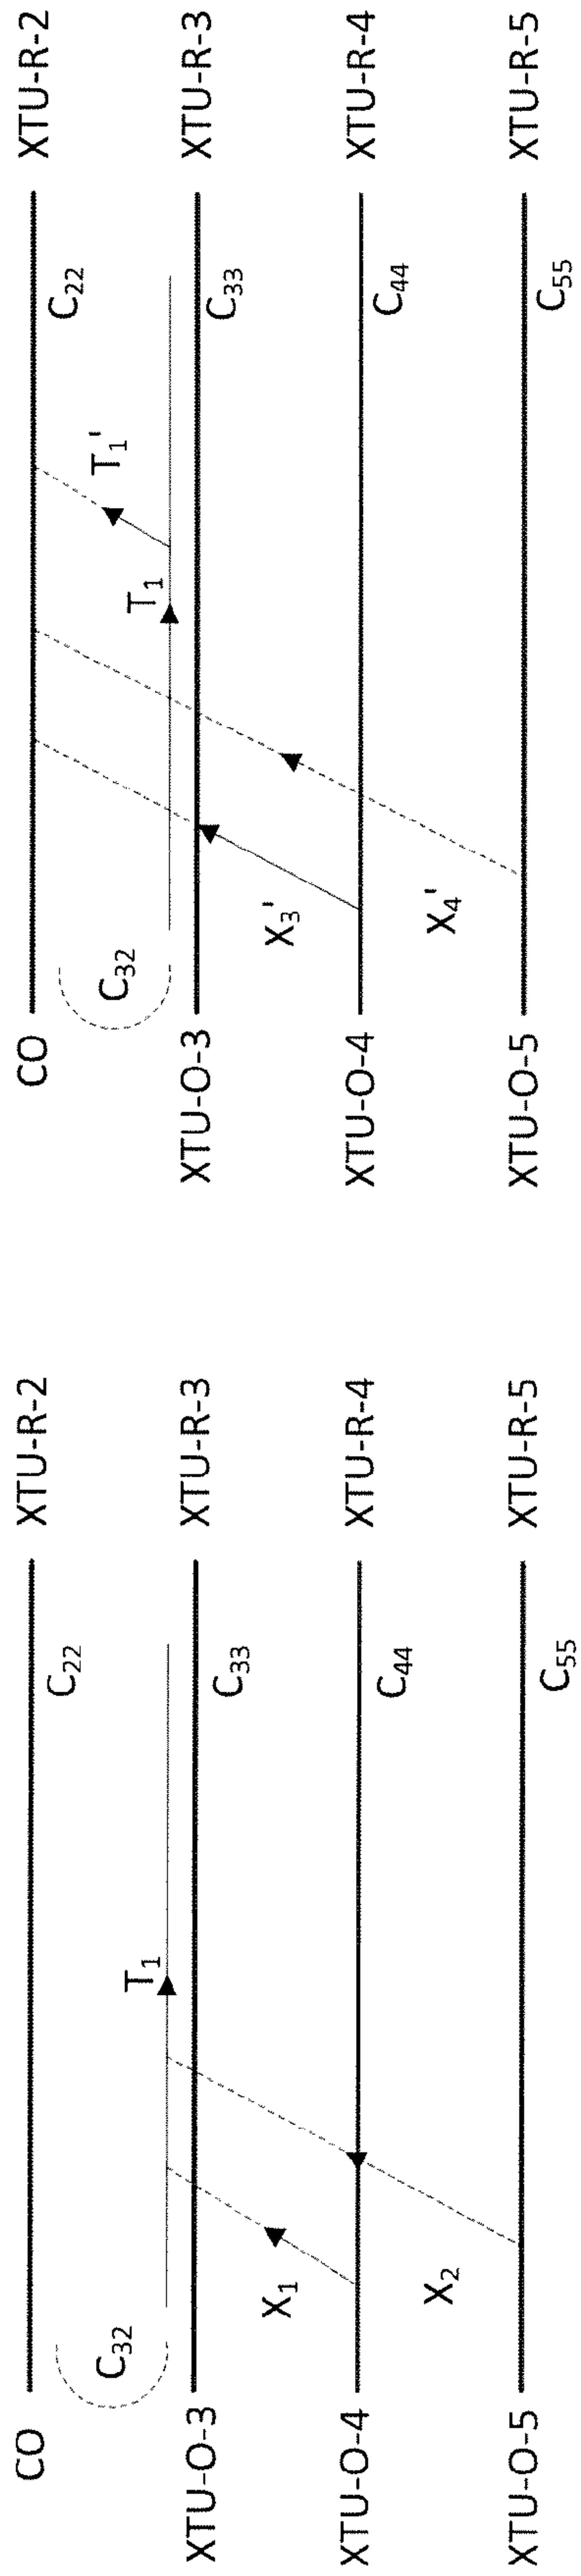 CO XTU-R-2
C₂₂
C₃₂
T₁
XTU-O-3 XTU-R-3
C₃₃
X₁
XTU-O-4 XTU-R-4
C₄₄
X₂
XTU-O-5 XTU-R-5
C₅₅
CO XTU-R-2
C₂₂
C₃₂
T₁'
T₁
XTU-O-3 XTU-R-3
C₃₃
X₃'
XTU-O-4 XTU-R-4
C₄₄
X₄'
XTU-O-5 XTU-R-5
C₅₅